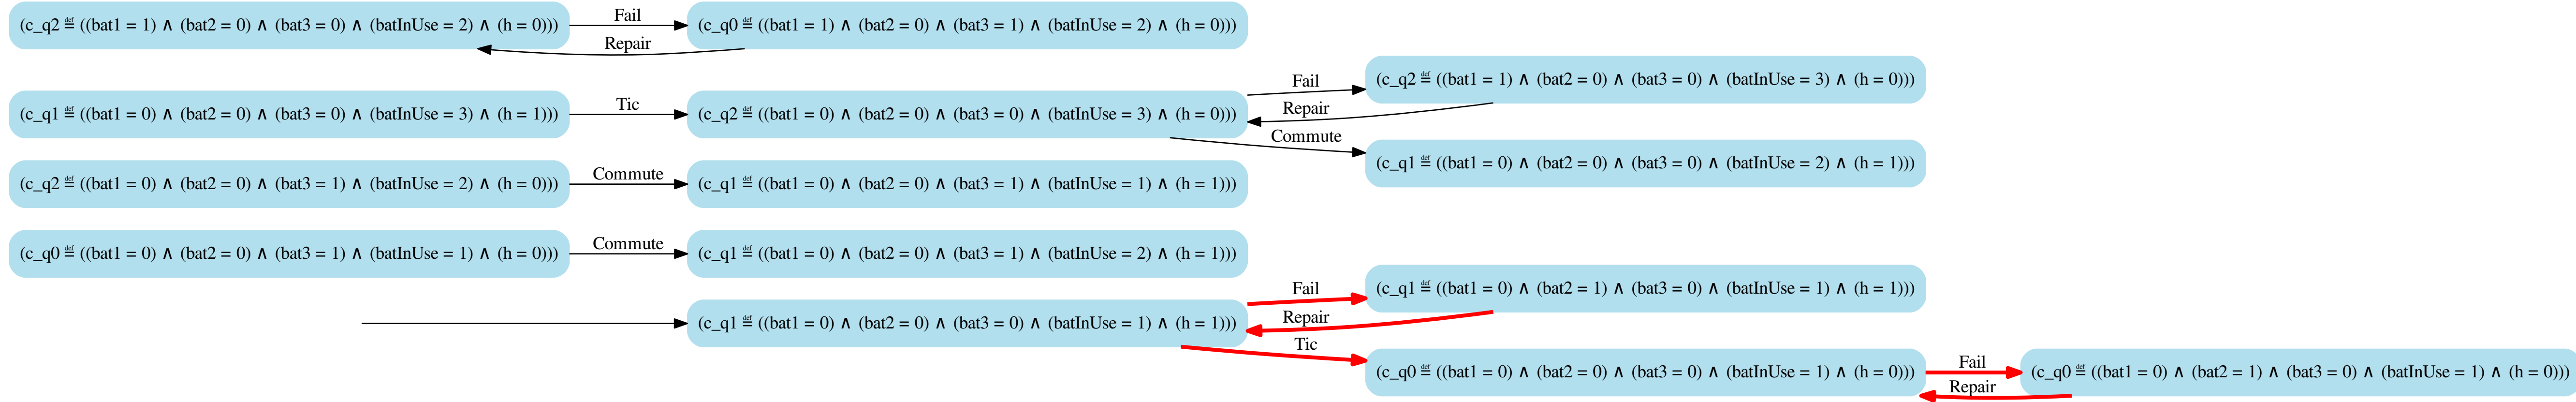 (c_q2 ≝ ((bat1 = 1) ∧ (bat2 = 0) ∧ (bat3 = 0) ∧ (batInUse = 2) ∧ (h = 0)))
Fail
(c_q0 ≝ ((bat1 = 1) ∧ (bat2 = 0) ∧ (bat3 = 1) ∧ (batInUse = 2) ∧ (h = 0)))
Repair
(c_q2 ≝ ((bat1 = 1) ∧ (bat2 = 0) ∧ (bat3 = 0) ∧ (batInUse = 3) ∧ (h = 0)))
Fail
(c_q1 ≝ ((bat1 = 0) ∧ (bat2 = 0) ∧ (bat3 = 0) ∧ (batInUse = 3) ∧ (h = 1)))
Tic
(c_q2 ≝ ((bat1 = 0) ∧ (bat2 = 0) ∧ (bat3 = 0) ∧ (batInUse = 3) ∧ (h = 0)))
Repair
Commute
(c_q1 ≝ ((bat1 = 0) ∧ (bat2 = 0) ∧ (bat3 = 0) ∧ (batInUse = 2) ∧ (h = 1)))
(c_q2 ≝ ((bat1 = 0) ∧ (bat2 = 0) ∧ (bat3 = 1) ∧ (batInUse = 2) ∧ (h = 0)))
Commute
(c_q1 ≝ ((bat1 = 0) ∧ (bat2 = 0) ∧ (bat3 = 1) ∧ (batInUse = 1) ∧ (h = 1)))
(c_q0 ≝ ((bat1 = 0) ∧ (bat2 = 0) ∧ (bat3 = 1) ∧ (batInUse = 1) ∧ (h = 0)))
Commute
(c_q1 ≝ ((bat1 = 0) ∧ (bat2 = 0) ∧ (bat3 = 1) ∧ (batInUse = 2) ∧ (h = 1)))
Fail
(c_q1 ≝ ((bat1 = 0) ∧ (bat2 = 1) ∧ (bat3 = 0) ∧ (batInUse = 1) ∧ (h = 1)))
(c_q1 ≝ ((bat1 = 0) ∧ (bat2 = 0) ∧ (bat3 = 0) ∧ (batInUse = 1) ∧ (h = 1)))
Repair
Tic
(c_q0 ≝ ((bat1 = 0) ∧ (bat2 = 0) ∧ (bat3 = 0) ∧ (batInUse = 1) ∧ (h = 0)))
Fail
(c_q0 ≝ ((bat1 = 0) ∧ (bat2 = 1) ∧ (bat3 = 0) ∧ (batInUse = 1) ∧ (h = 0)))
Repair